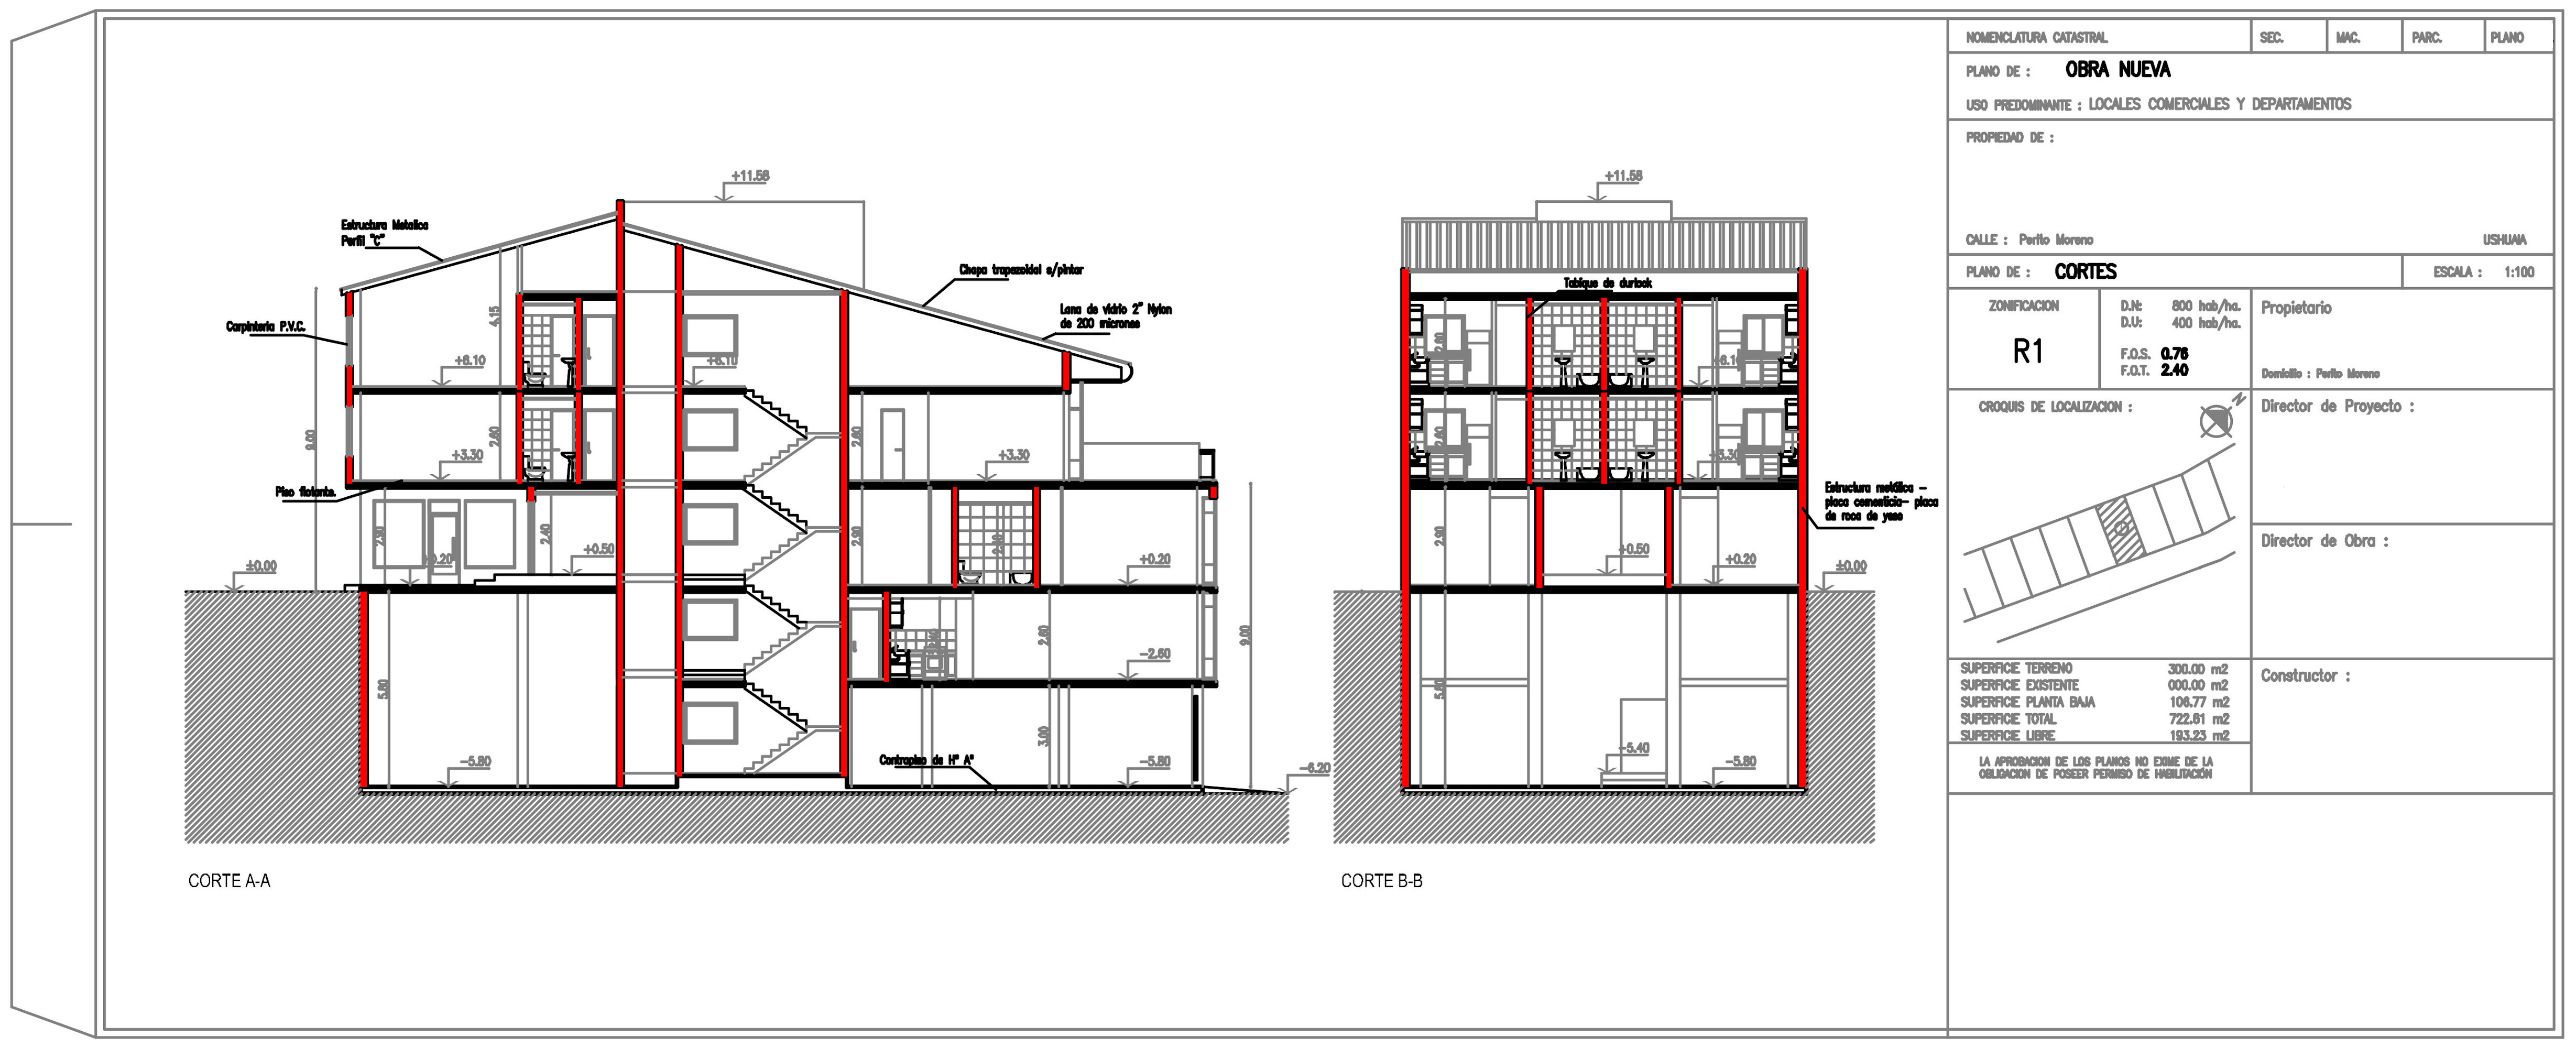 +11.58
Estructura Metalica
Perfil "C"
Chapa trapezoidal s/pintar
Lana de vidrio 2" Nylon
de 200 micrones
Carpinteria P.V.C.
4.15
+6.10
+6.10
9.00
2.60
2.60
+3.30
+3.30
Piso flotante.
2.90
2.40
2.90
2.40
+0.50
+0.20
+0.20
±0.00
5.80
2.60
9.00
-2.60
3.00
-5.80
Contrapiso de Hº Aº
-5.80
-6.20
CORTE A-A
+11.58
Tabique de durlock
2.60
+6.10
2.60
+3.30
Estructura metálica -
placa cementicia- placa
de roca de yeso
2.90
+0.50
+0.20
±0.00
5.80
-5.40
-5.80
CORTE B-B
NOMENCLATURA CATASTRAL
SEC.
MAC.
PARC.
PLANO
PLANO DE : OBRA NUEVA
USO PREDOMINANTE : LOCALES COMERCIALES Y DEPARTAMENTOS
PROPIEDAD DE :
CALLE : Perito Moreno
USHUAIA
PLANO DE : CORTES
ESCALA : 1:100
ZONIFICACION
R1
D.N: 800 hab/ha.
D.U: 400 hab/ha.
F.O.S. 0.76
F.O.T. 2.40
Propietario
Domicilio : Perito Moreno
CROQUIS DE LOCALIZACION :
N
Director de Proyecto :
Director de Obra :
SUPERFICIE TERRENO 300.00 m2
SUPERFICIE EXISTENTE 000.00 m2
SUPERFICIE PLANTA BAJA 106.77 m2
SUPERFICIE TOTAL 722.61 m2
SUPERFICIE LIBRE 193.23 m2
Constructor :
LA APROBACION DE LOS PLANOS NO EXIME DE LA
OBLIGACION DE POSEER PERMISO DE HABILITACIÓN